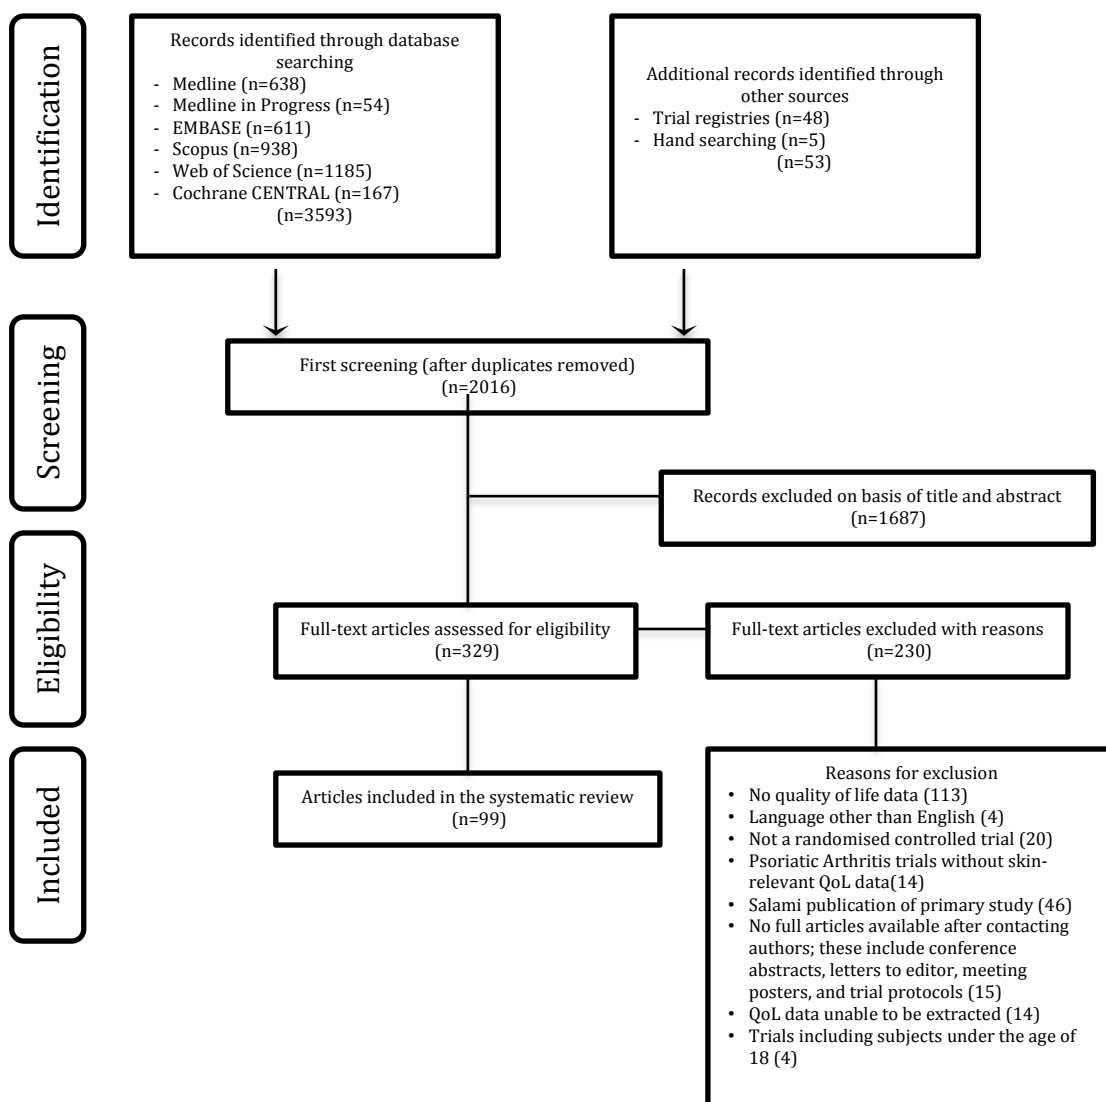 Identification
Records identified through database
searching
- Medline (n=638)
- Medline in Progress (n=54)
- EMBASE (n=611)
- Scopus (n=938)
- Web of Science (n=1185)
- Cochrane CENTRAL (n=167)
(n=3593)
Additional records identified through
other sources
- Trial registries (n=48)
- Hand searching (n=5)
(n=53)
Screening
First screening (after duplicates removed)
(n=2016)
Records excluded on basis of title and abstract
(n=1687)
Eligibility
Full-text articles assessed for eligibility
(n=329)
Full-text articles excluded with reasons
(n=230)
Included
Articles included in the systematic review
(n=99)
Reasons for exclusion
• No quality of life data (113)
• Language other than English (4)
• Not a randomised controlled trial (20)
• Psoriatic Arthritis trials without skin-
relevant QoL data(14)
• Salami publication of primary study (46)
• No full articles available after contacting
authors; these include conference
abstracts, letters to editor, meeting
posters, and trial protocols (15)
• QoL data unable to be extracted (14)
• Trials including subjects under the age of
18 (4)